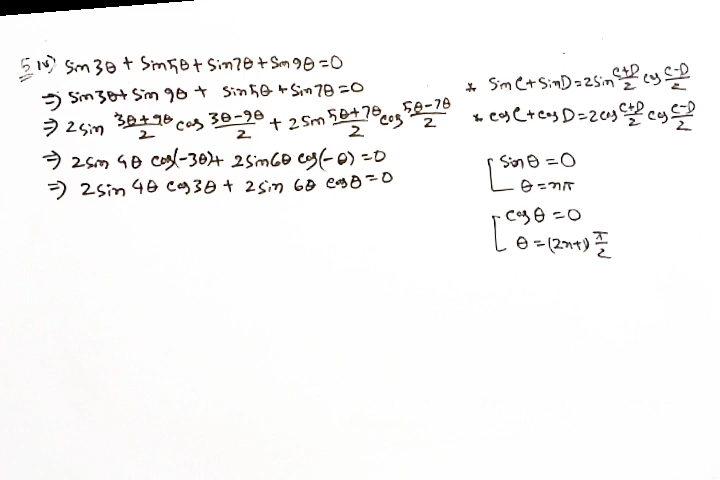 5 iv) Sin 3θ + Sin 5θ + Sin 7θ + Sin 9θ = 0
⇒ Sin 3θ + Sin 9θ + Sin 5θ + Sin 7θ = 0
⇒ 2 sin (3θ+9θ)/2 cos (3θ-9θ)/2 + 2 Sin (5θ+7θ)/2 cos (5θ-7θ)/2
⇒ 2 Sin 4θ cos(-3θ) + 2 Sin 6θ cos(-θ) = 0
⇒ 2 Sin 4θ cos 3θ + 2 Sin 6θ cos θ = 0
* Sin C + Sin D = 2 Sin (C+D)/2 cos (C-D)/2
* cos C + cos D = 2 cos (C+D)/2 cos (C-D)/2
Sin θ = 0
θ = nπ
cos θ = 0
θ = (2n+1) π/2